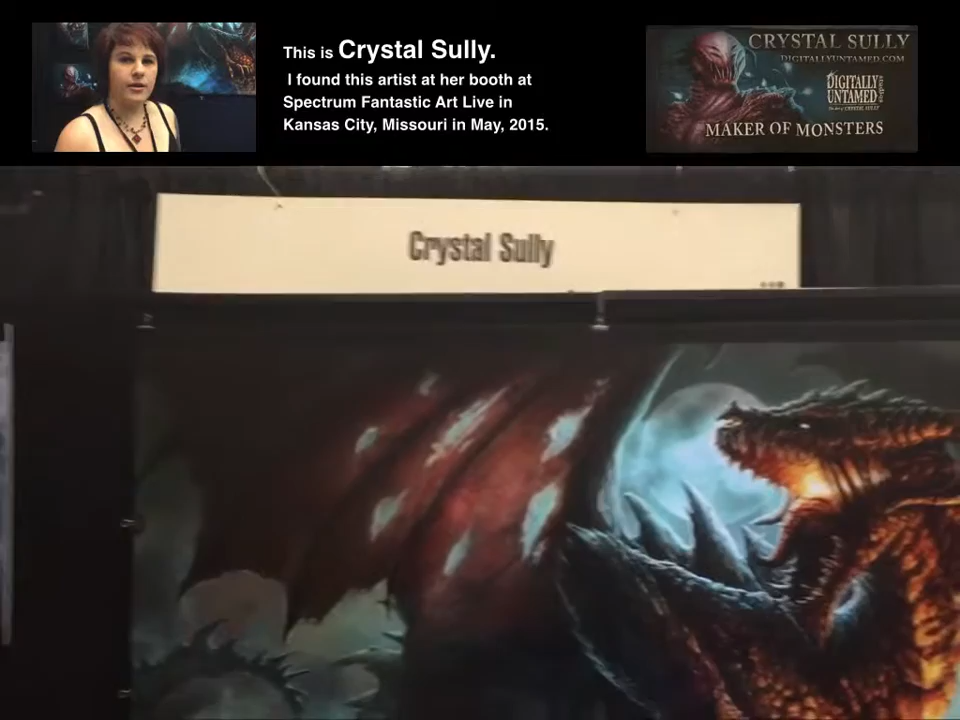 This is Crystal Sully.
I found this artist at her booth at
Spectrum Fantastic Art Live in
Kansas City, Missouri in May, 2015.
CRYSTAL SULLY
DIGITALLYUNTAMED.COM
DIGITALLY
UNTAMED
MAKER OF MONSTERS
Crystal Sully